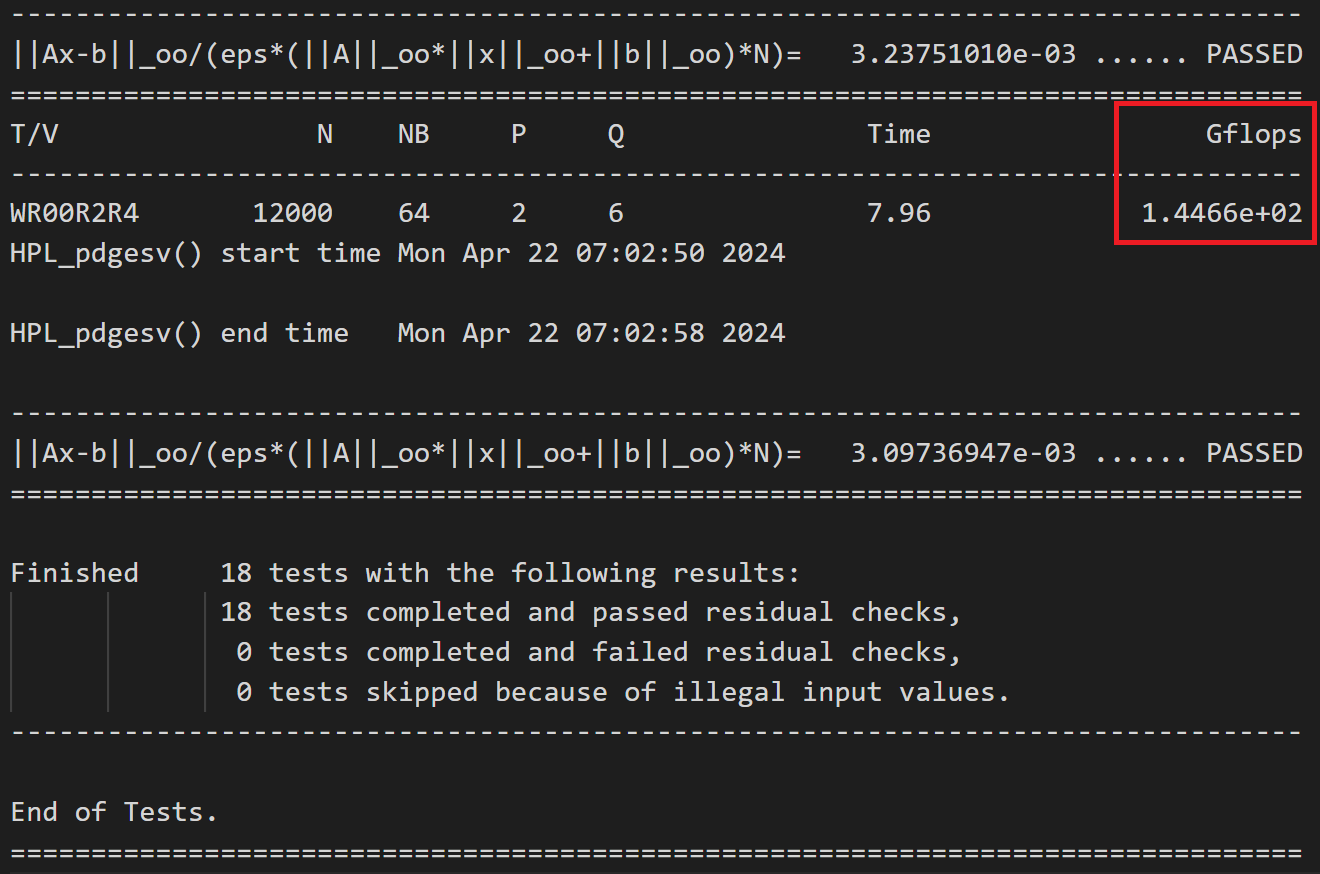 --------------------------------------------------------------------------------
||Ax-b||_oo/(eps*(||A||_oo*||x||_oo+||b||_oo)*N)=   3.23751010e-03 ...... PASSED
================================================================================
T/V                N    NB     P     Q               Time                 Gflops
--------------------------------------------------------------------------------
WR00R2R4       12000    64     2     6               7.96             1.4466e+02
HPL_pdgesv() start time Mon Apr 22 07:02:50 2024

HPL_pdgesv() end time   Mon Apr 22 07:02:58 2024

--------------------------------------------------------------------------------
||Ax-b||_oo/(eps*(||A||_oo*||x||_oo+||b||_oo)*N)=   3.09736947e-03 ...... PASSED
================================================================================

Finished     18 tests with the following results:
             18 tests completed and passed residual checks,
              0 tests completed and failed residual checks,
              0 tests skipped because of illegal input values.
--------------------------------------------------------------------------------

End of Tests.
================================================================================